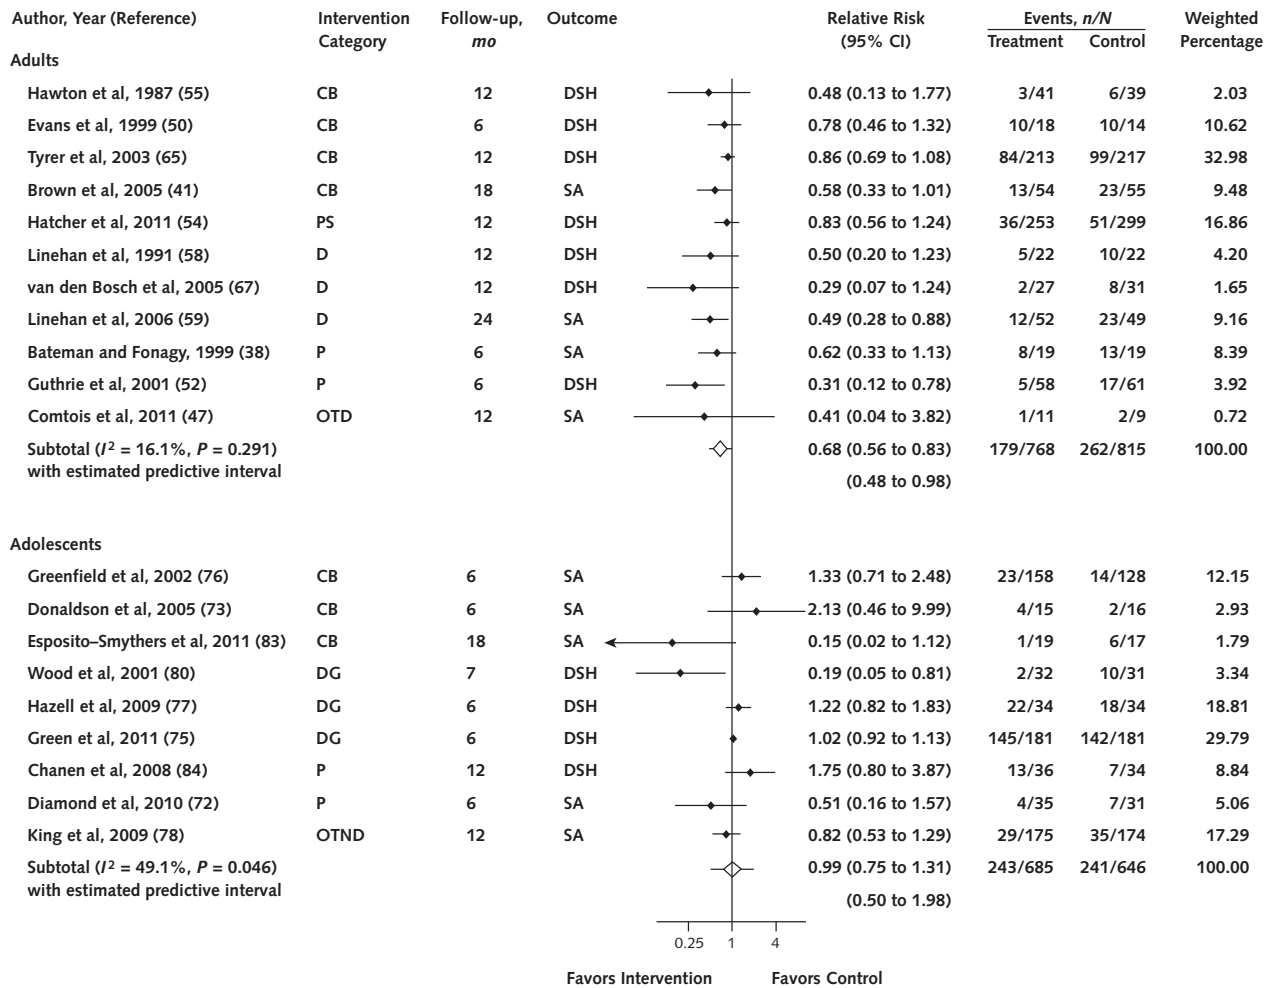 Author, Year (Reference) Intervention Category Follow-up, mo Outcome Relative Risk (95% CI) Events, n/N Treatment Control Weighted Percentage
Adults
Hawton et al, 1987 (55) CB 12 DSH 0.48 (0.13 to 1.77) 3/41 6/39 2.03
Evans et al, 1999 (50) CB 6 DSH 0.78 (0.46 to 1.32) 10/18 10/14 10.62
Tyrer et al, 2003 (65) CB 12 DSH 0.86 (0.69 to 1.08) 84/213 99/217 32.98
Brown et al, 2005 (41) CB 18 SA 0.58 (0.33 to 1.01) 13/54 23/55 9.48
Hatcher et al, 2011 (54) PS 12 DSH 0.83 (0.56 to 1.24) 36/253 51/299 16.86
Linehan et al, 1991 (58) D 12 DSH 0.50 (0.20 to 1.23) 5/22 10/22 4.20
van den Bosch et al, 2005 (67) D 12 DSH 0.29 (0.07 to 1.24) 2/27 8/31 1.65
Linehan et al, 2006 (59) D 24 SA 0.49 (0.28 to 0.88) 12/52 23/49 9.16
Bateman and Fonagy, 1999 (38) P 6 SA 0.62 (0.33 to 1.13) 8/19 13/19 8.39
Guthrie et al, 2001 (52) P 6 DSH 0.31 (0.12 to 0.78) 5/58 17/61 3.92
Comtois et al, 2011 (47) OTD 12 SA 0.41 (0.04 to 3.82) 1/11 2/9 0.72
Subtotal (I² = 16.1%, P = 0.291) 0.68 (0.56 to 0.83) 179/768 262/815 100.00
with estimated predictive interval
(0.48 to 0.98)
Adolescents
Greenfield et al, 2002 (76) CB 6 SA 1.33 (0.71 to 2.48) 23/158 14/128 12.15
Donaldson et al, 2005 (73) CB 6 SA 2.13 (0.46 to 9.99) 4/15 2/16 2.93
Esposito–Smythers et al, 2011 (83) CB 18 SA 0.15 (0.02 to 1.12) 1/19 6/17 1.79
Wood et al, 2001 (80) DG 7 DSH 0.19 (0.05 to 0.81) 2/32 10/31 3.34
Hazell et al, 2009 (77) DG 6 DSH 1.22 (0.82 to 1.83) 22/34 18/34 18.81
Green et al, 2011 (75) DG 6 DSH 1.02 (0.92 to 1.13) 145/181 142/181 29.79
Chanen et al, 2008 (84) P 12 DSH 1.75 (0.80 to 3.87) 13/36 7/34 8.84
Diamond et al, 2010 (72) P 6 SA 0.51 (0.16 to 1.57) 4/35 7/31 5.06
King et al, 2009 (78) OTND 12 SA 0.82 (0.53 to 1.29) 29/175 35/174 17.29
Subtotal (I² = 49.1%, P = 0.046) 0.99 (0.75 to 1.31) 243/685 241/646 100.00
with estimated predictive interval
(0.50 to 1.98)
0.25 1 4
Favors Intervention Favors Control